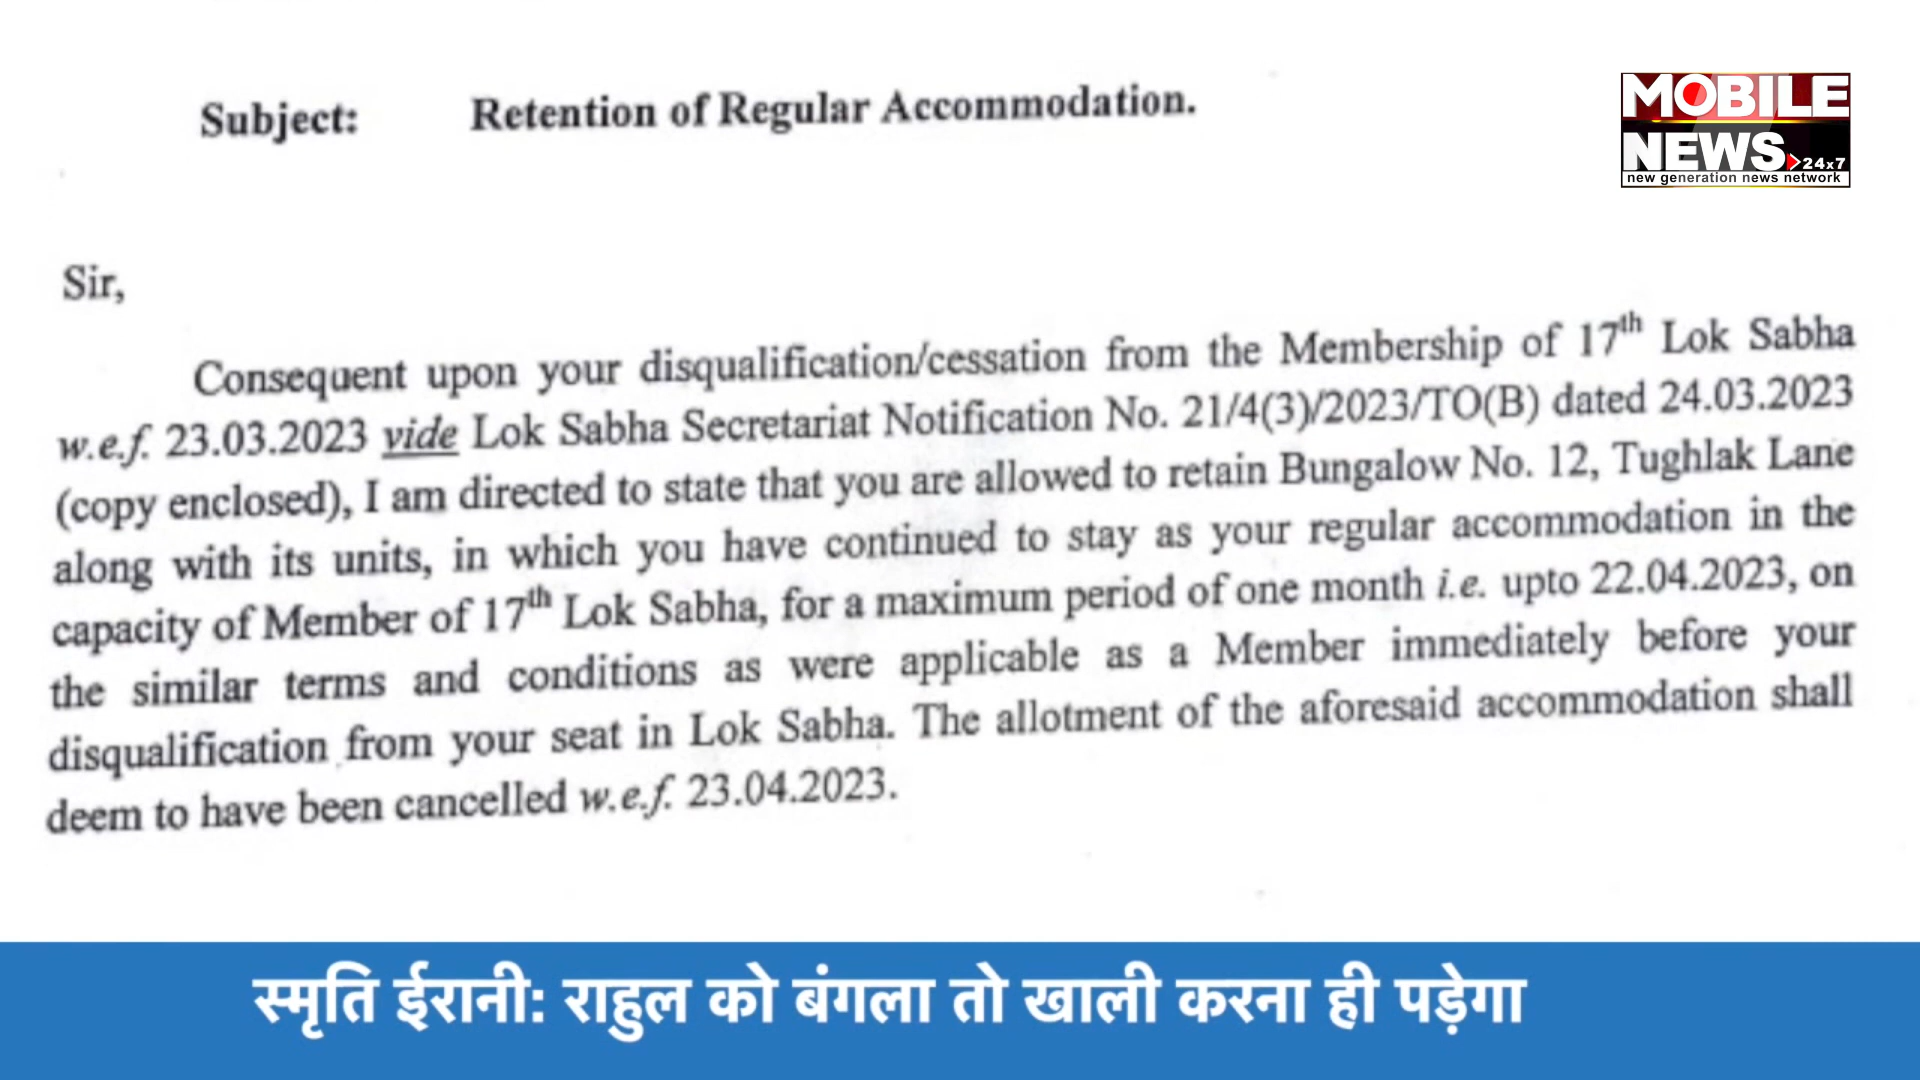 Subject: Retention of Regular Accommodation.
MOBILE
NEWS 24x7
new generation news network
Sir,
Consequent upon your disqualification/cessation from the Membership of 17th Lok Sabha
w.e.f. 23.03.2023 vide Lok Sabha Secretariat Notification No. 21/4(3)/2023/TO(B) dated 24.03.2023
(copy enclosed), I am directed to state that you are allowed to retain Bungalow No. 12, Tughlak Lane
along with its units, in which you have continued to stay as your regular accommodation in the
capacity of Member of 17th Lok Sabha, for a maximum period of one month i.e. upto 22.04.2023, on
the similar terms and conditions as were applicable as a Member immediately before your
disqualification from your seat in Lok Sabha. The allotment of the aforesaid accommodation shall
deem to have been cancelled w.e.f. 23.04.2023.
स्मृति ईरानी: राहुल को बंगला तो खाली करना ही पड़ेगा